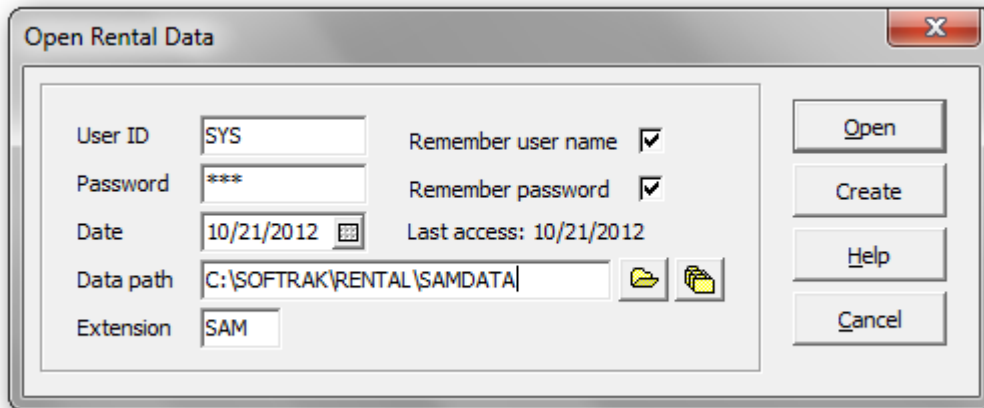 Open Rental Data
User ID SYS Remember user name
Password *** Remember password
Date 10/21/2012 Last access: 10/21/2012
Data path C:\SOFTRAK\RENTAL\SAMDATA
Extension SAM
Open
Create
Help
Cancel